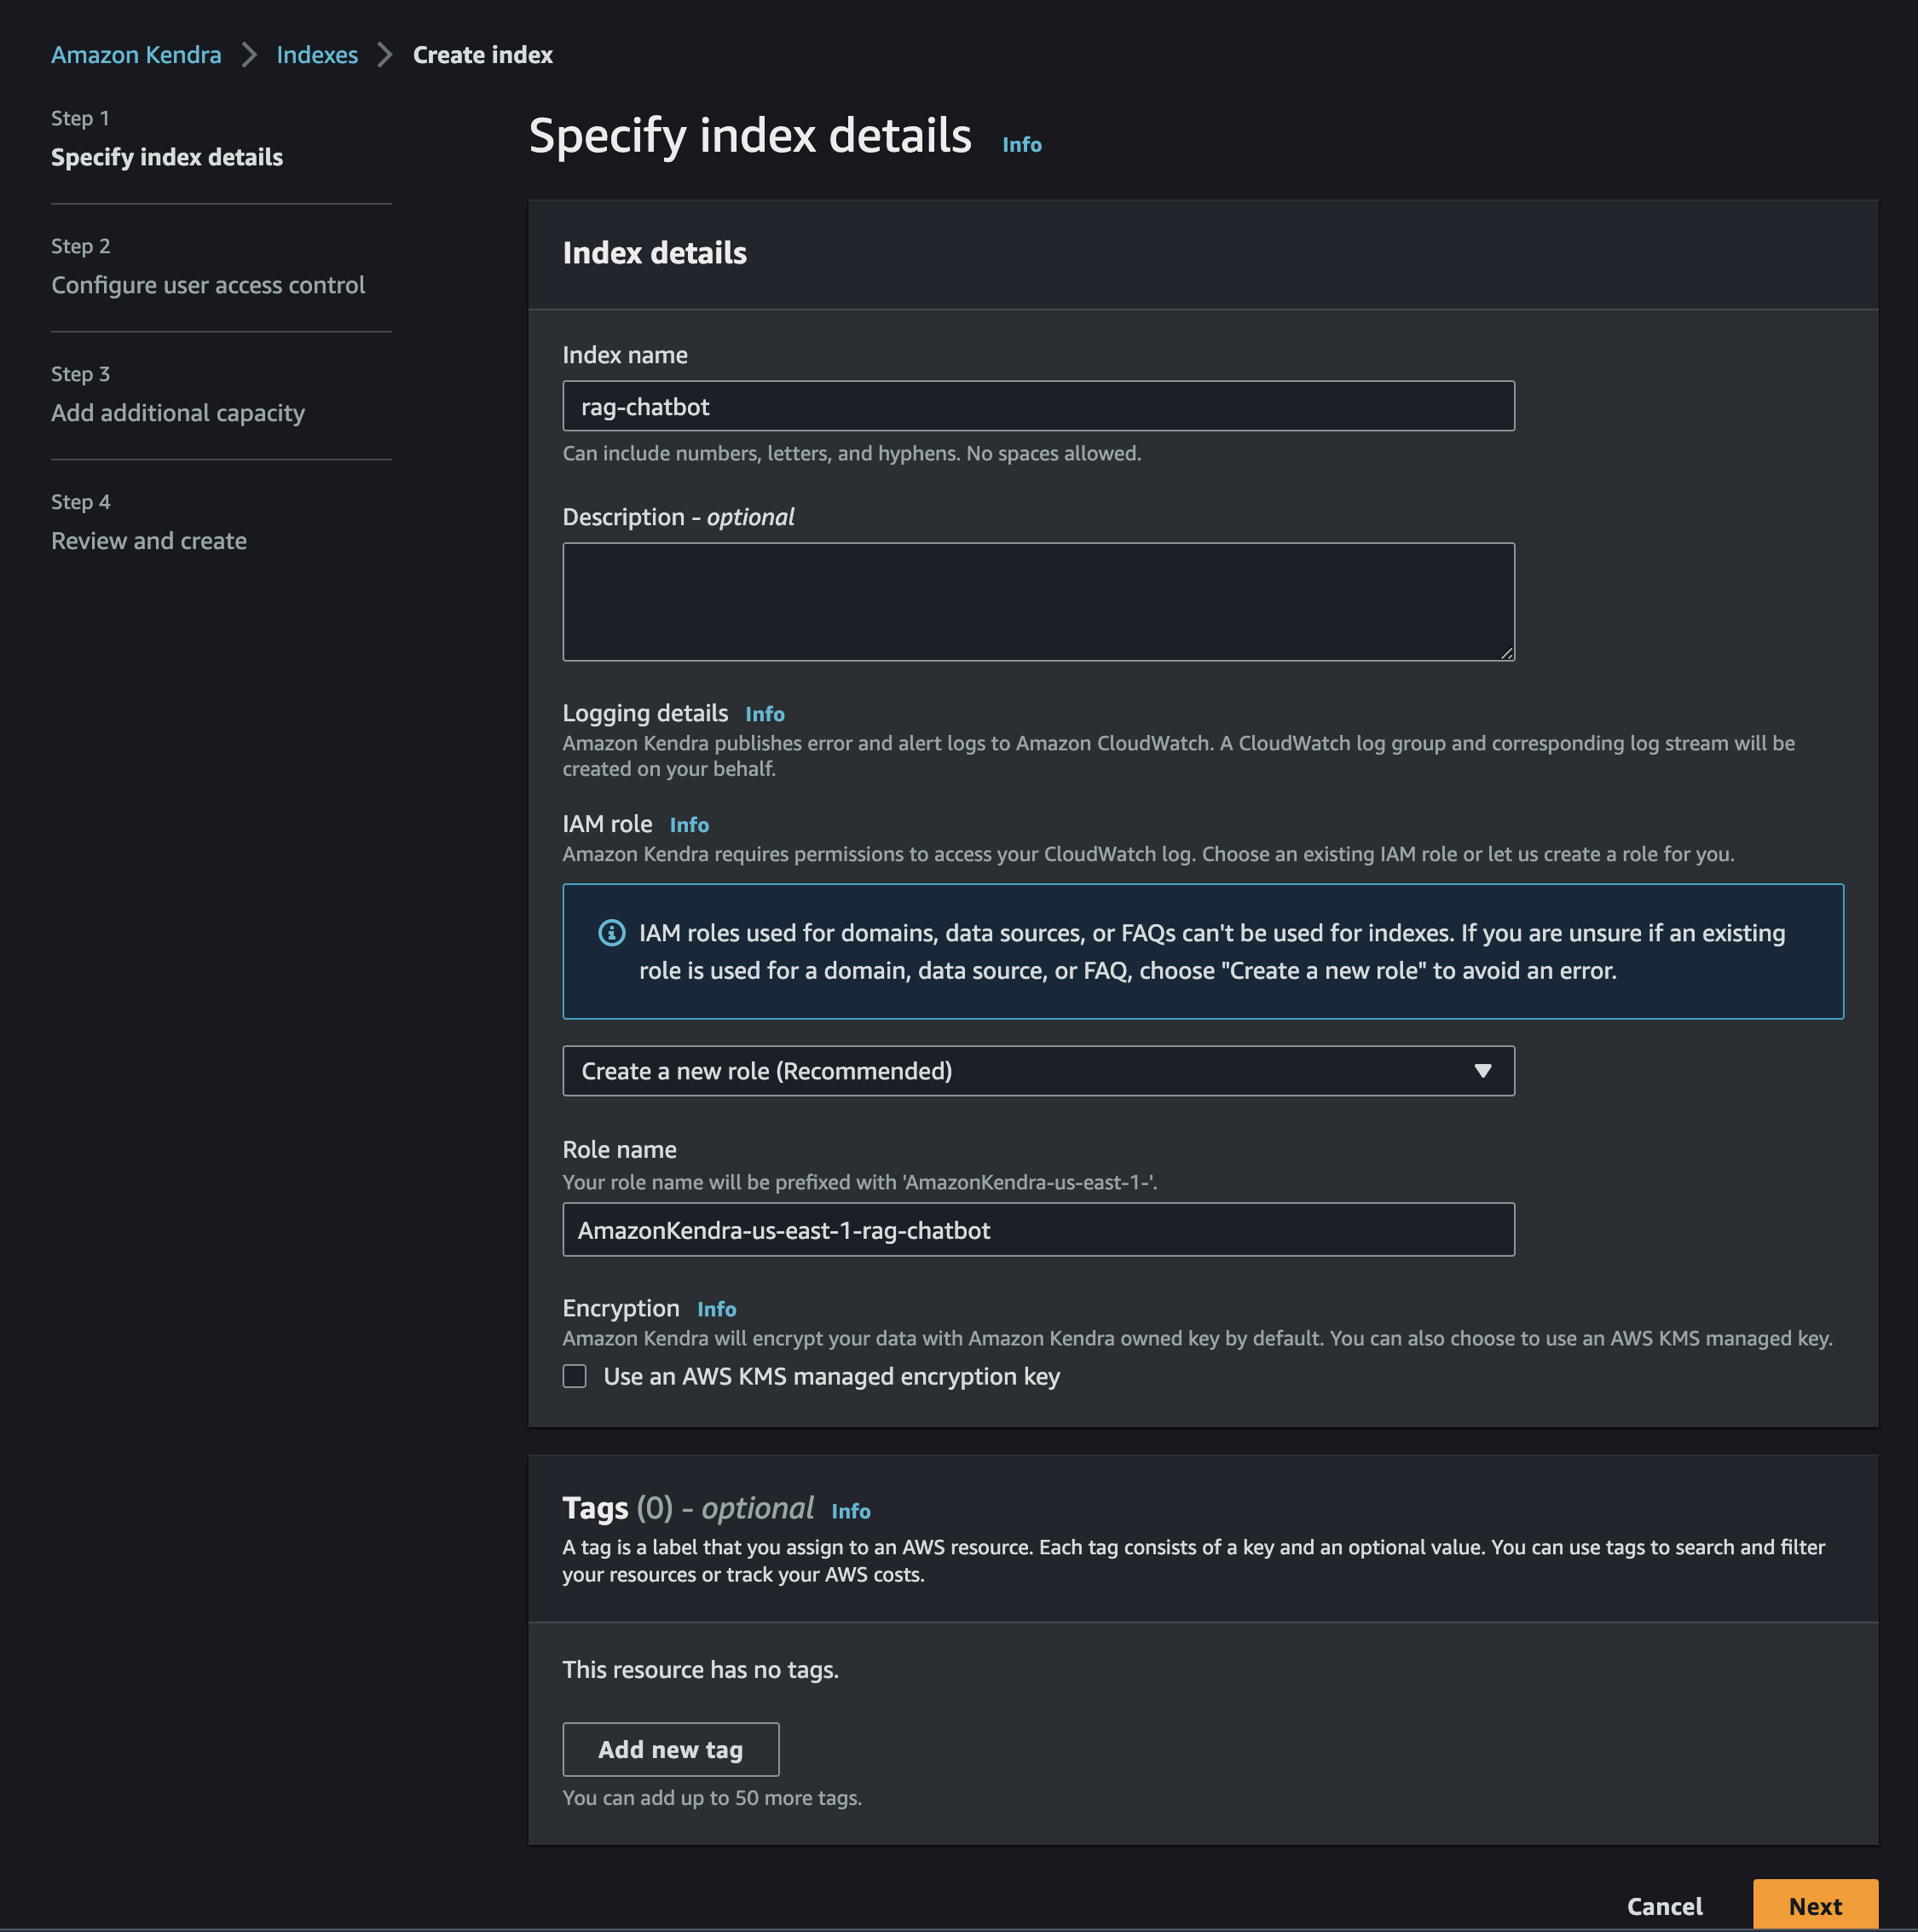 Amazon Kendra > Indexes > Create index
Step 1
Specify index details
Step 2
Configure user access control
Step 3
Add additional capacity
Step 4
Review and create
Specify index details Info
Index details
Index name
rag-chatbot
Can include numbers, letters, and hyphens. No spaces allowed.
Description - optional
Logging details Info
Amazon Kendra publishes error and alert logs to Amazon CloudWatch. A CloudWatch log group and corresponding log stream will be
created on your behalf.
IAM role Info
Amazon Kendra requires permissions to access your CloudWatch log. Choose an existing IAM role or let us create a role for you.
IAM roles used for domains, data sources, or FAQs can't be used for indexes. If you are unsure if an existing
role is used for a domain, data source, or FAQ, choose "Create a new role" to avoid an error.
Create a new role (Recommended)
Role name
Your role name will be prefixed with 'AmazonKendra-us-east-1-'.
AmazonKendra-us-east-1-rag-chatbot
Encryption Info
Amazon Kendra will encrypt your data with Amazon Kendra owned key by default. You can also choose to use an AWS KMS managed key.
Use an AWS KMS managed encryption key
Tags (0) - optional Info
A tag is a label that you assign to an AWS resource. Each tag consists of a key and an optional value. You can use tags to search and filter
your resources or track your AWS costs.
This resource has no tags.
Add new tag
You can add up to 50 more tags.
Cancel Next